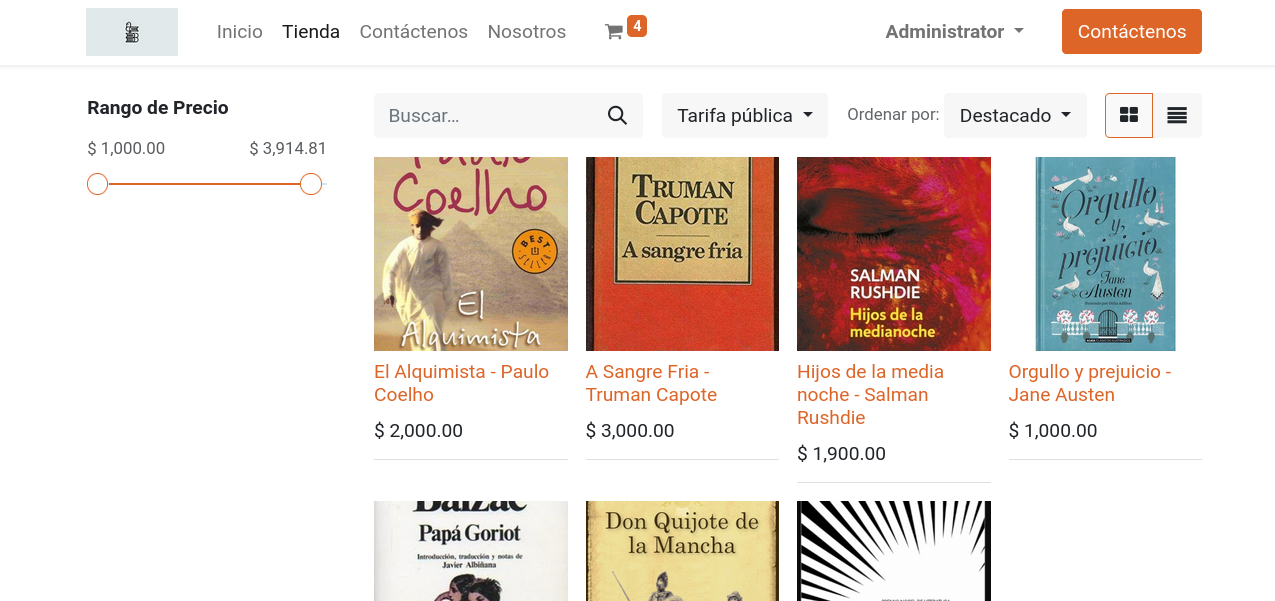 Inicio Tienda Contáctenos Nosotros 4 Administrator Contáctenos
Rango de Precio
$ 1,000.00 $ 3,914.81
Buscar... Tarifa pública Ordenar por: Destacado
Paulo
Coelho
BEST
SELLER
El
Alquimista
TRUMAN
CAPOTE
A sangre fría
SALMAN
RUSHDIE
Hijos de la
medianoche
Orgullo
y
prejuicio
Jane
Austen
El Alquimista - Paulo
Coelho
$ 2,000.00
A Sangre Fria -
Truman Capote
$ 3,000.00
Hijos de la media
noche - Salman
Rushdie
$ 1,900.00
Orgullo y prejuicio -
Jane Austen
$ 1,000.00
Balzac
Papá Goriot
Introducción, traducción y notas de
Javier Albiñana
Don Quijote de
la Mancha